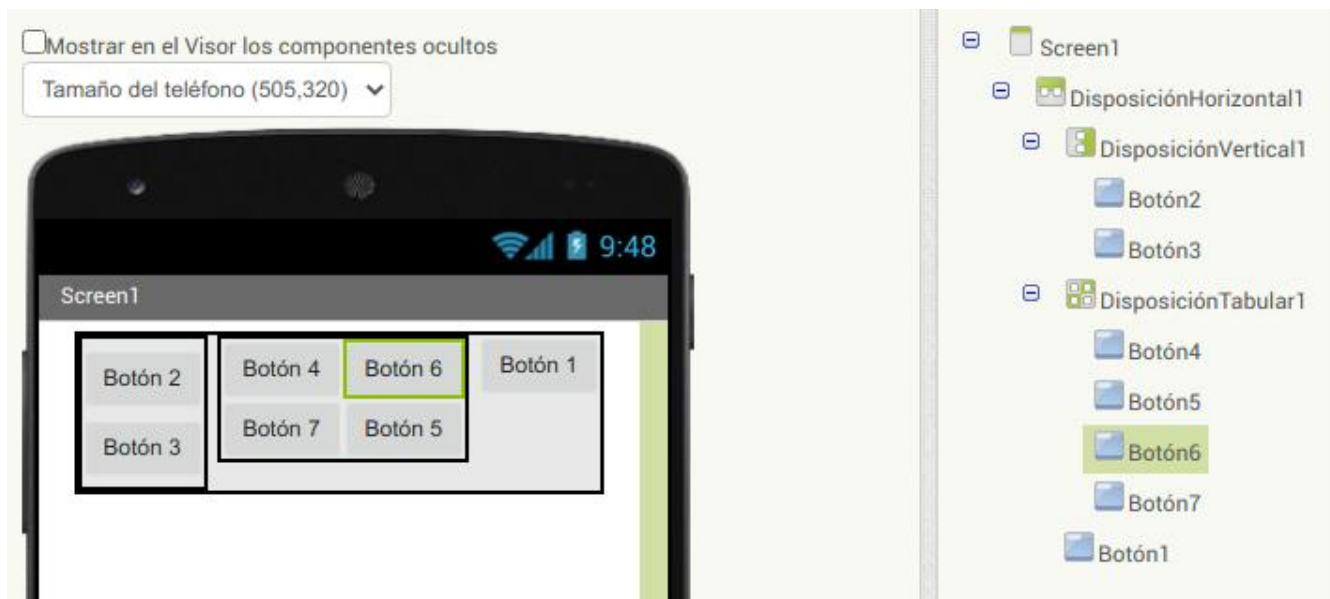 Mostrar en el Visor los componentes ocultos
Tamaño del teléfono (505,320)
9:48
Screen1
Botón 2
Botón 3
Botón 4
Botón 6
Botón 7
Botón 5
Botón 1
Screen1
DisposiciónHorizontal1
DisposiciónVertical1
Botón2
Botón3
DisposiciónTabular1
Botón4
Botón5
Botón6
Botón7
Botón1